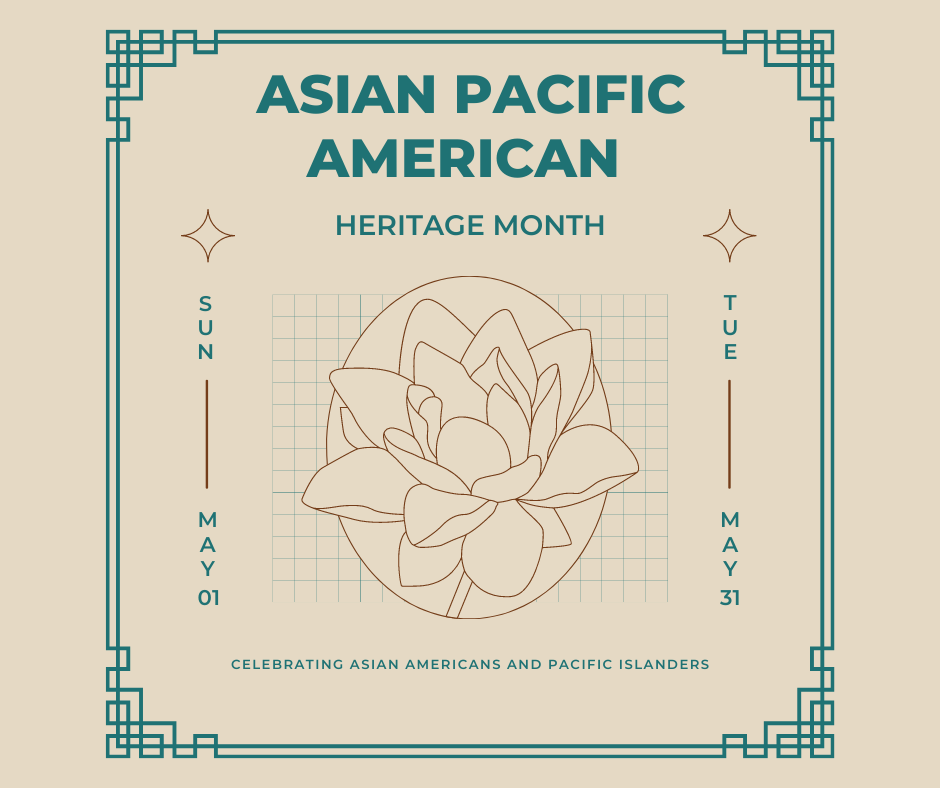 ASIAN PACIFIC
AMERICAN
HERITAGE MONTH
SUN
MAY
01
TUE
MAY
31
CELEBRATING ASIAN AMERICANS AND PACIFIC ISLANDERS